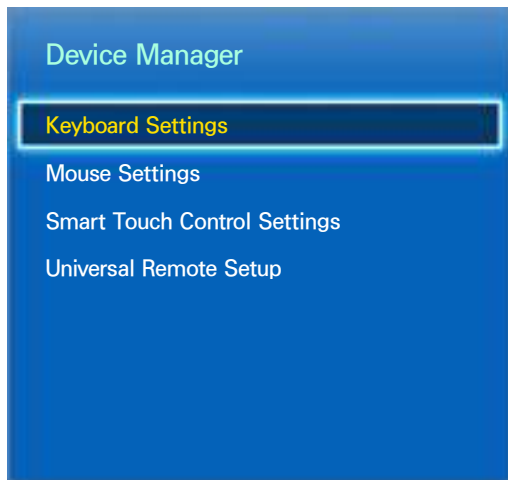 Device Manager
Keyboard Settings
Mouse Settings
Smart Touch Control Settings
Universal Remote Setup